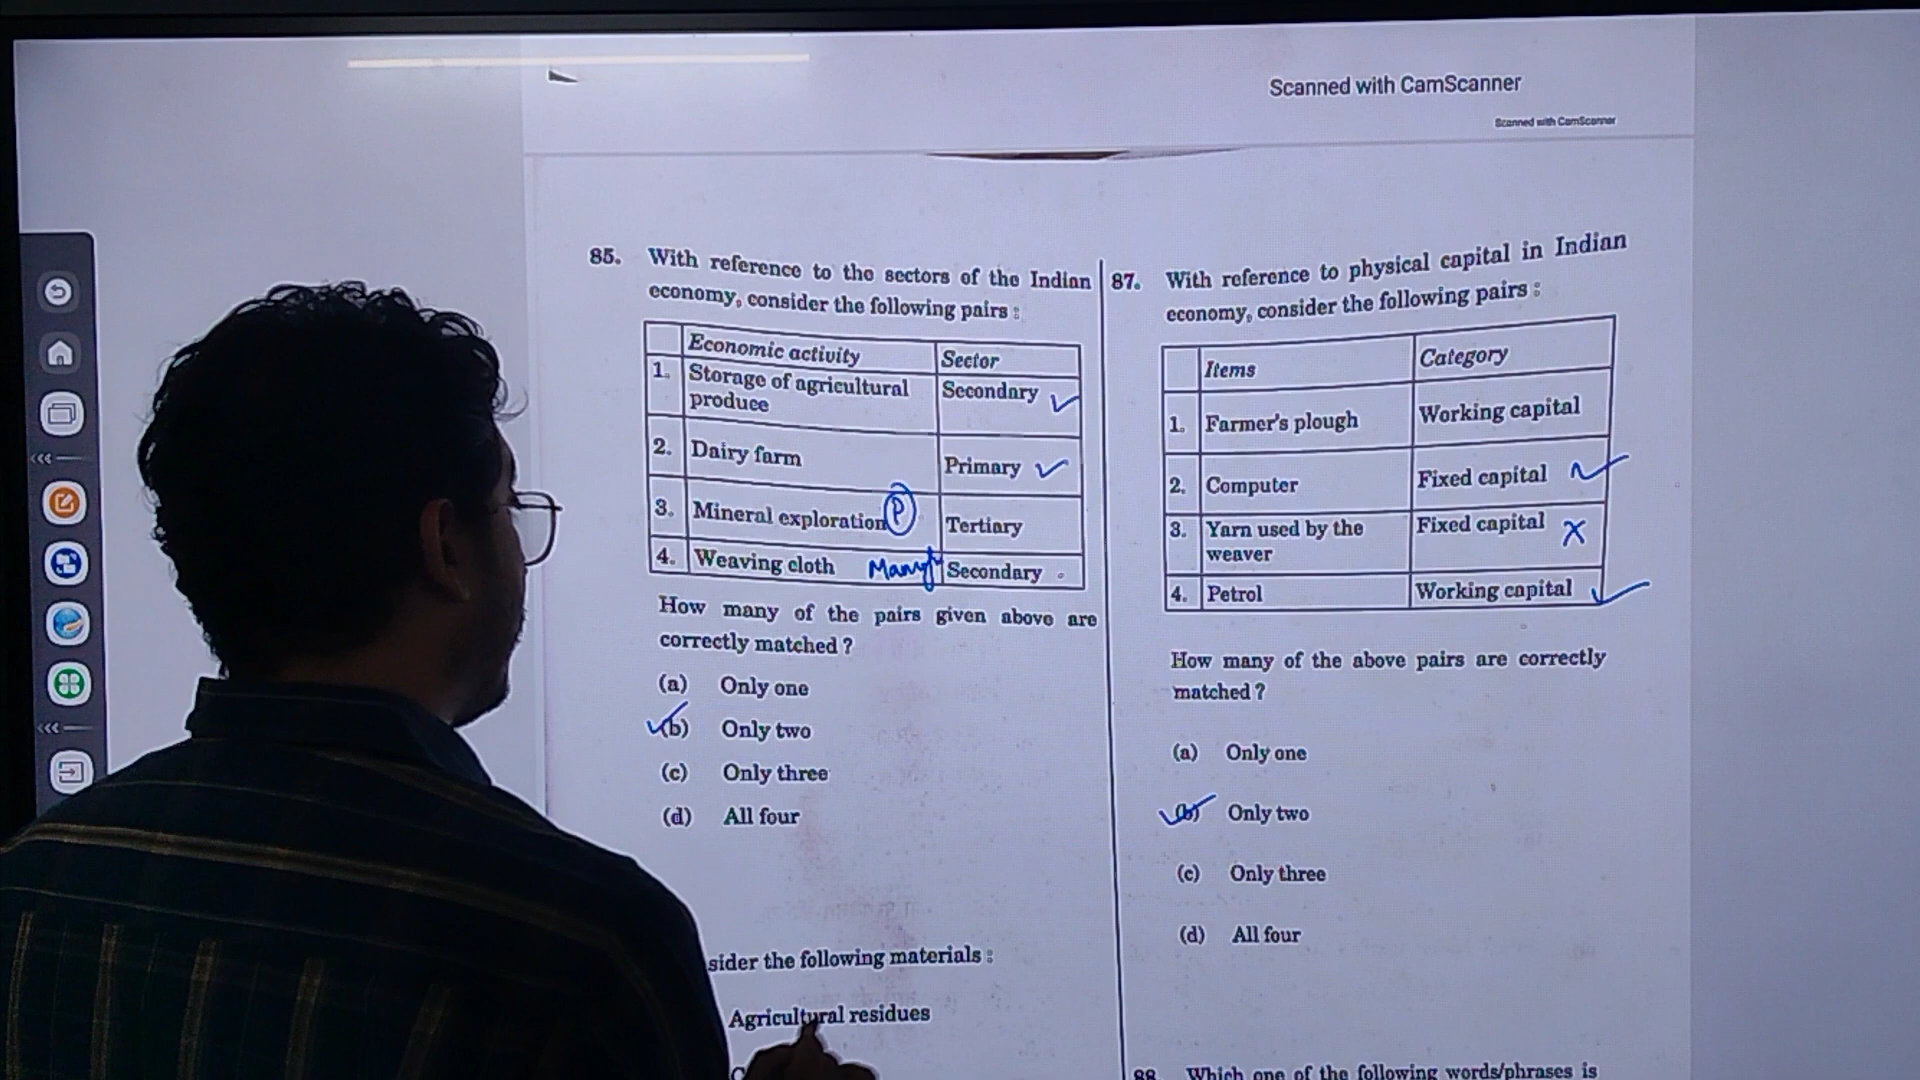 Scanned with CamScanner
Scanned with CamScanner
85. With reference to the sectors of the Indian
economy, consider the following pairs :
Economic activity Sector
1. Storage of agricultural produce Secondary ✓
2. Dairy farm Primary ✓
3. Mineral exploration P Tertiary
4. Weaving cloth Secondary
How many of the pairs given above are
correctly matched ?
(a) Only one
(b) Only two
(c) Only three
(d) All four
sider the following materials :
Agricultural residues
87. With reference to physical capital in Indian
economy, consider the following pairs :
Items Category
1. Farmer's plough Working capital
2. Computer Fixed capital ✓
3. Yarn used by the weaver Fixed capital X
4. Petrol Working capital ✓
How many of the above pairs are correctly
matched ?
(a) Only one
(b) Only two
(c) Only three
(d) All four
88. Which one of the following words/phrases is